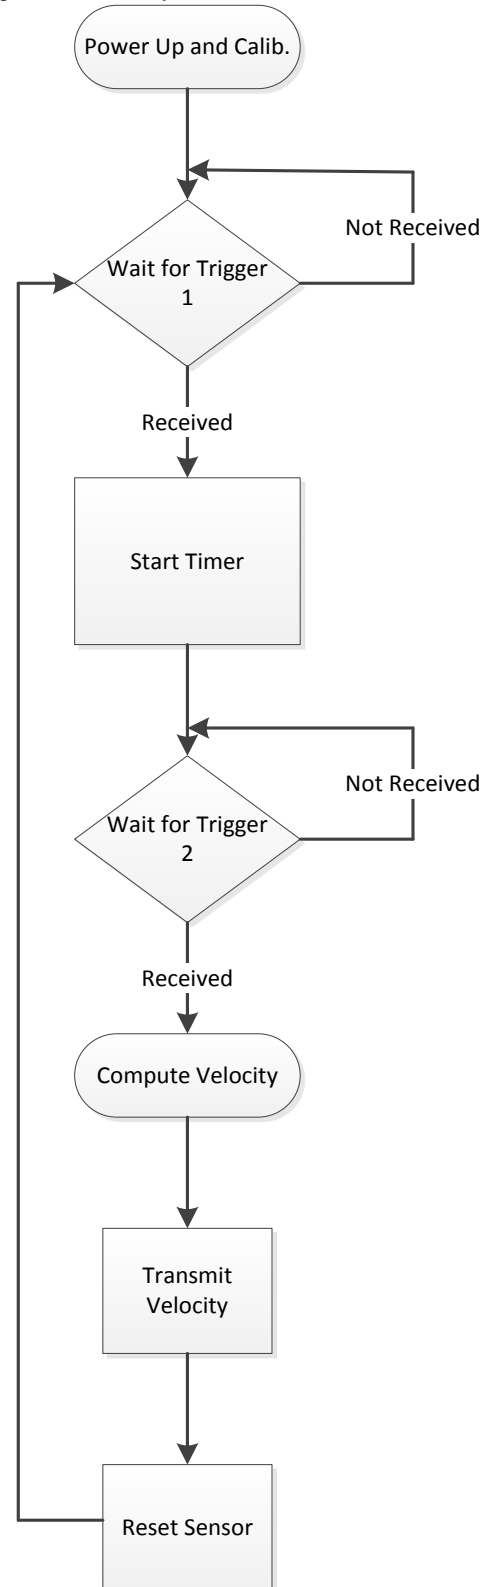 Power Up and Calib.
Not Received
Wait for Trigger
1
Received
Start Timer
Not Received
Wait for Trigger
2
Received
Compute Velocity
Transmit
Velocity
Reset Sensor